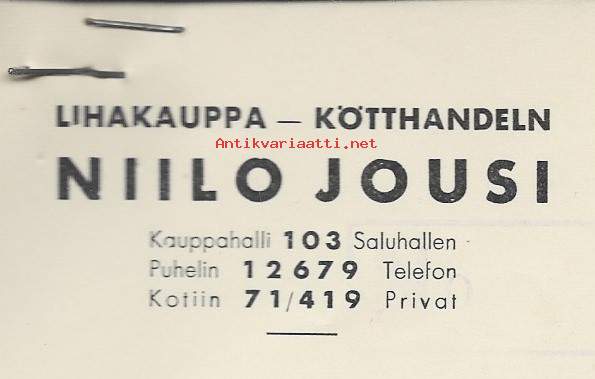 LIHAKAUPPA — KÖTTHANDELN
Antikvariaatti.net
NIILO JOUSI
Kauppahalli 103 Saluhallen
Puhelin 12679 Telefon
Kotiin 71/419 Privat